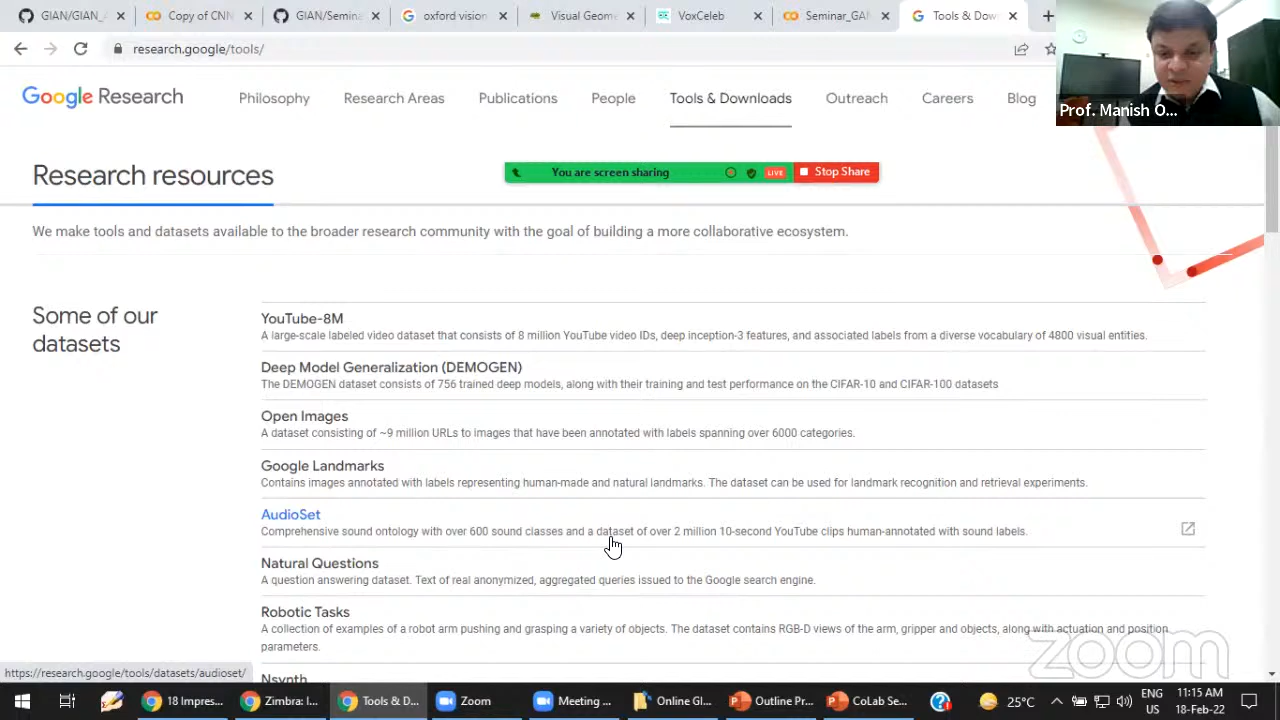 GIAN/GIAN_A
Copy of CNN
GIAN/Semina
oxford vision
Visual Geome
VoxCeleb
Seminar_GAN
Tools & Dow
research.google/tools/
Prof. Manish O...
Google Research
Philosophy
Research Areas
Publications
People
Tools & Downloads
Outreach
Careers
Blog
Research resources
You are screen sharing
LIVE
Stop Share
We make tools and datasets available to the broader research community with the goal of building a more collaborative ecosystem.
Some of our
datasets
YouTube-8M
A large-scale labeled video dataset that consists of 8 million YouTube video IDs, deep inception-3 features, and associated labels from a diverse vocabulary of 4800 visual entities.
Deep Model Generalization (DEMOGEN)
The DEMOGEN dataset consists of 756 trained deep models, along with their training and test performance on the CIFAR-10 and CIFAR-100 datasets
Open Images
A dataset consisting of ~9 million URLs to images that have been annotated with labels spanning over 6000 categories.
Google Landmarks
Contains images annotated with labels representing human-made and natural landmarks. The dataset can be used for landmark recognition and retrieval experiments.
AudioSet
Comprehensive sound ontology with over 600 sound classes and a dataset of over 2 million 10-second YouTube clips human-annotated with sound labels.
Natural Questions
A question answering dataset. Text of real anonymized, aggregated queries issued to the Google search engine.
Robotic Tasks
A collection of examples of a robot arm pushing and grasping a variety of objects. The dataset contains RGB-D views of the arm, gripper and objects, along with actuation and position
parameters.
Nsynth
zoom
https://research.google/tools/datasets/audioset/
18 Impres...
Zimbra: I...
Tools & D...
Zoom
Meeting ...
Online Gl...
Outline Pr...
CoLab Se...
25°C
ENG
US
11:15 AM
18-Feb-22